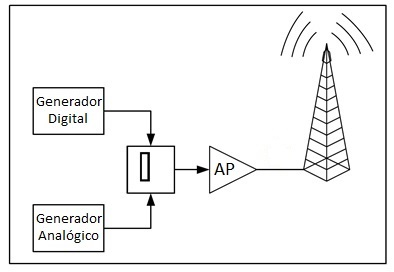 Generador
Digital
AP
Generador
Analógico